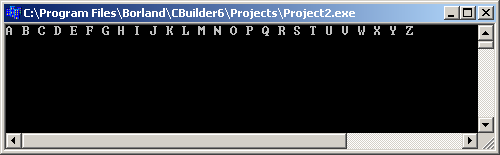 C:\Program Files\Borland\CBuilder6\Projects\Project2.exe
A B C D E F G H I J K L M N O P Q R S T U V W X Y Z